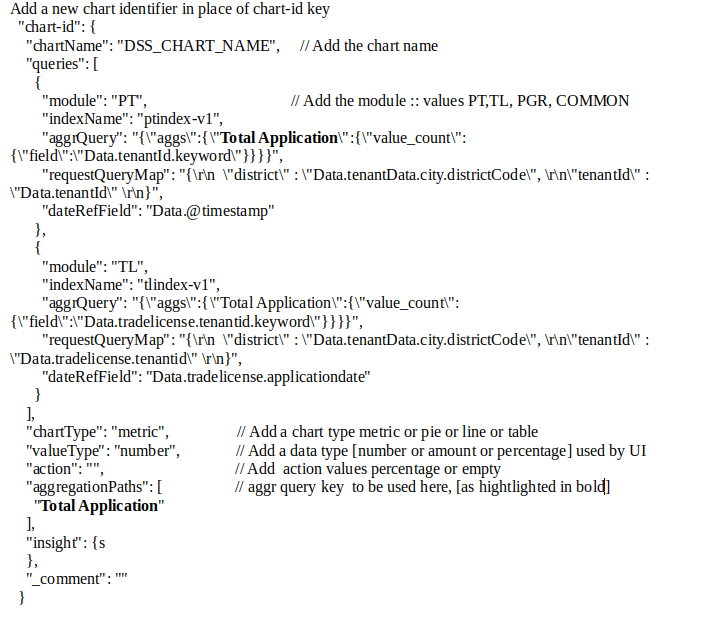 Add a new chart identifier in place of chart-id key
"chart-id": {
"chartName": "DSS_CHART_NAME", // Add the chart name
"queries": [
{
"module": "PT", // Add the module :: values PT,TL, PGR, COMMON
"indexName": "ptindex-v1",
"aggrQuery": "{\"aggs\":{\"Total Application\":{\"value_count\":
{\"field\":\"Data.tenantId.keyword\"}}}}",
"requestQueryMap": "{\r\n \"district\" : \"Data.tenantData.city.districtCode\", \r\n\"tenantId\" :
\"Data.tenantId\" \r\n}",
"dateRefField": "Data.@timestamp"
},
{
"module": "TL",
"indexName": "tlindex-v1",
"aggrQuery": "{\"aggs\":{\"Total Application\":{\"value_count\":
{\"field\":\"Data.tradelicense.tenantid.keyword\"}}}}",
"requestQueryMap": "{\r\n \"district\" : \"Data.tenantData.city.districtCode\", \r\n\"tenantId\" :
\"Data.tradelicense.tenantid\" \r\n}",
"dateRefField": "Data.tradelicense.applicationdate"
}
],
"chartType": "metric", // Add a chart type metric or pie or line or table
"valueType": "number", // Add a data type [number or amount or percentage] used by UI
"action": "", // Add action values percentage or empty
"aggregationPaths": [ // aggr query key to be used here, [as hightlighted in bold]
"Total Application"
],
"insight": {s
},
"_comment": ""
}